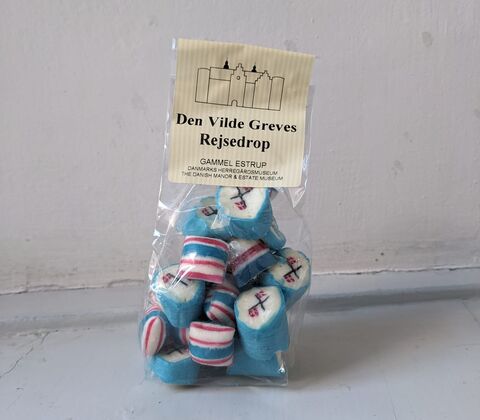 Den Vilde Greves
Rejsedrop
GAMMEL ESTRUP
DANMARKS HERREGÅRDSMUSEUM
THE DANISH MANOR & ESTATE MUSEUM